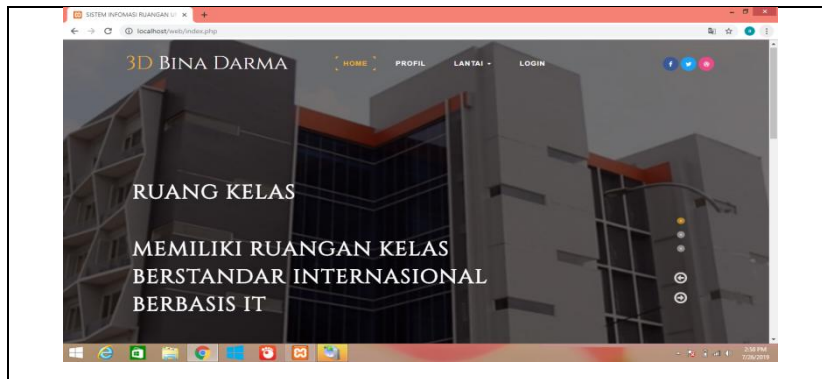 SISTEM INFOMASI RUANGAN U
localhost/web/index.php
3D BINA DARMA
HOME PROFIL LANTAI LOGIN
RUANG KELAS
MEMILIKI RUANGAN KELAS
BERSTANDAR INTERNASIONAL
BERBASIS IT
3:58 PM
7/26/2019